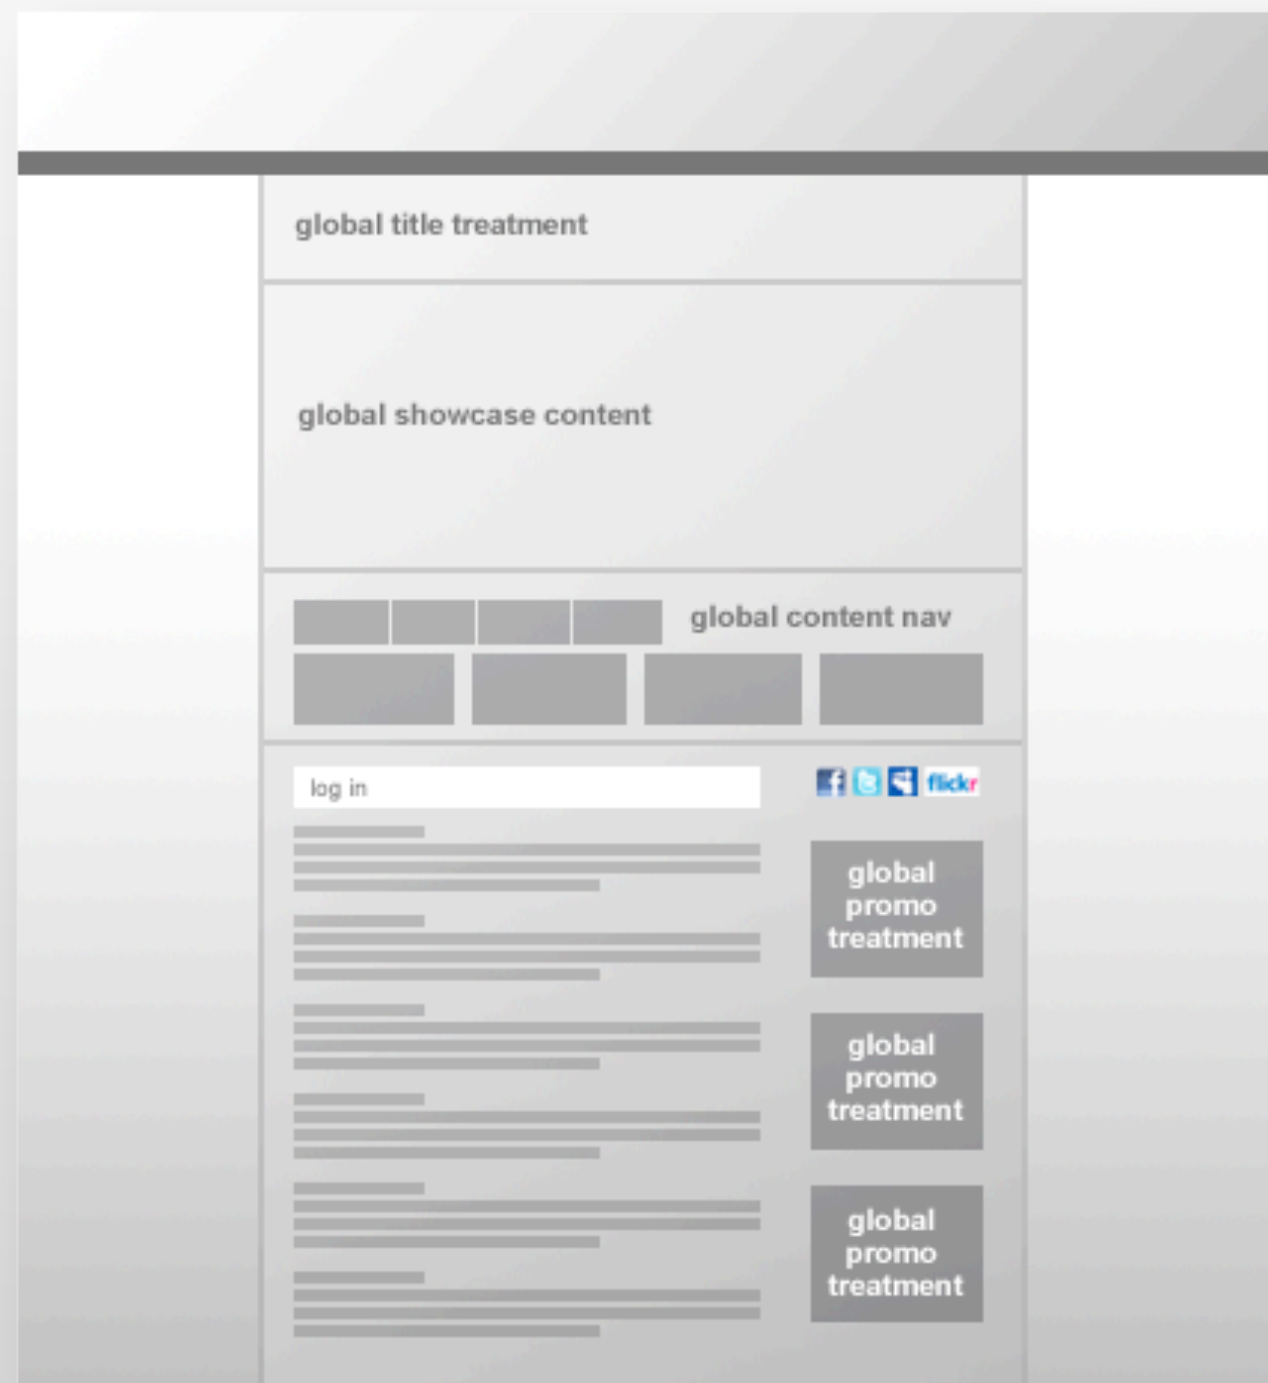 global title treatment
global showcase content
global content nav
log in
flickr
global
promo
treatment
global
promo
treatment
global
promo
treatment